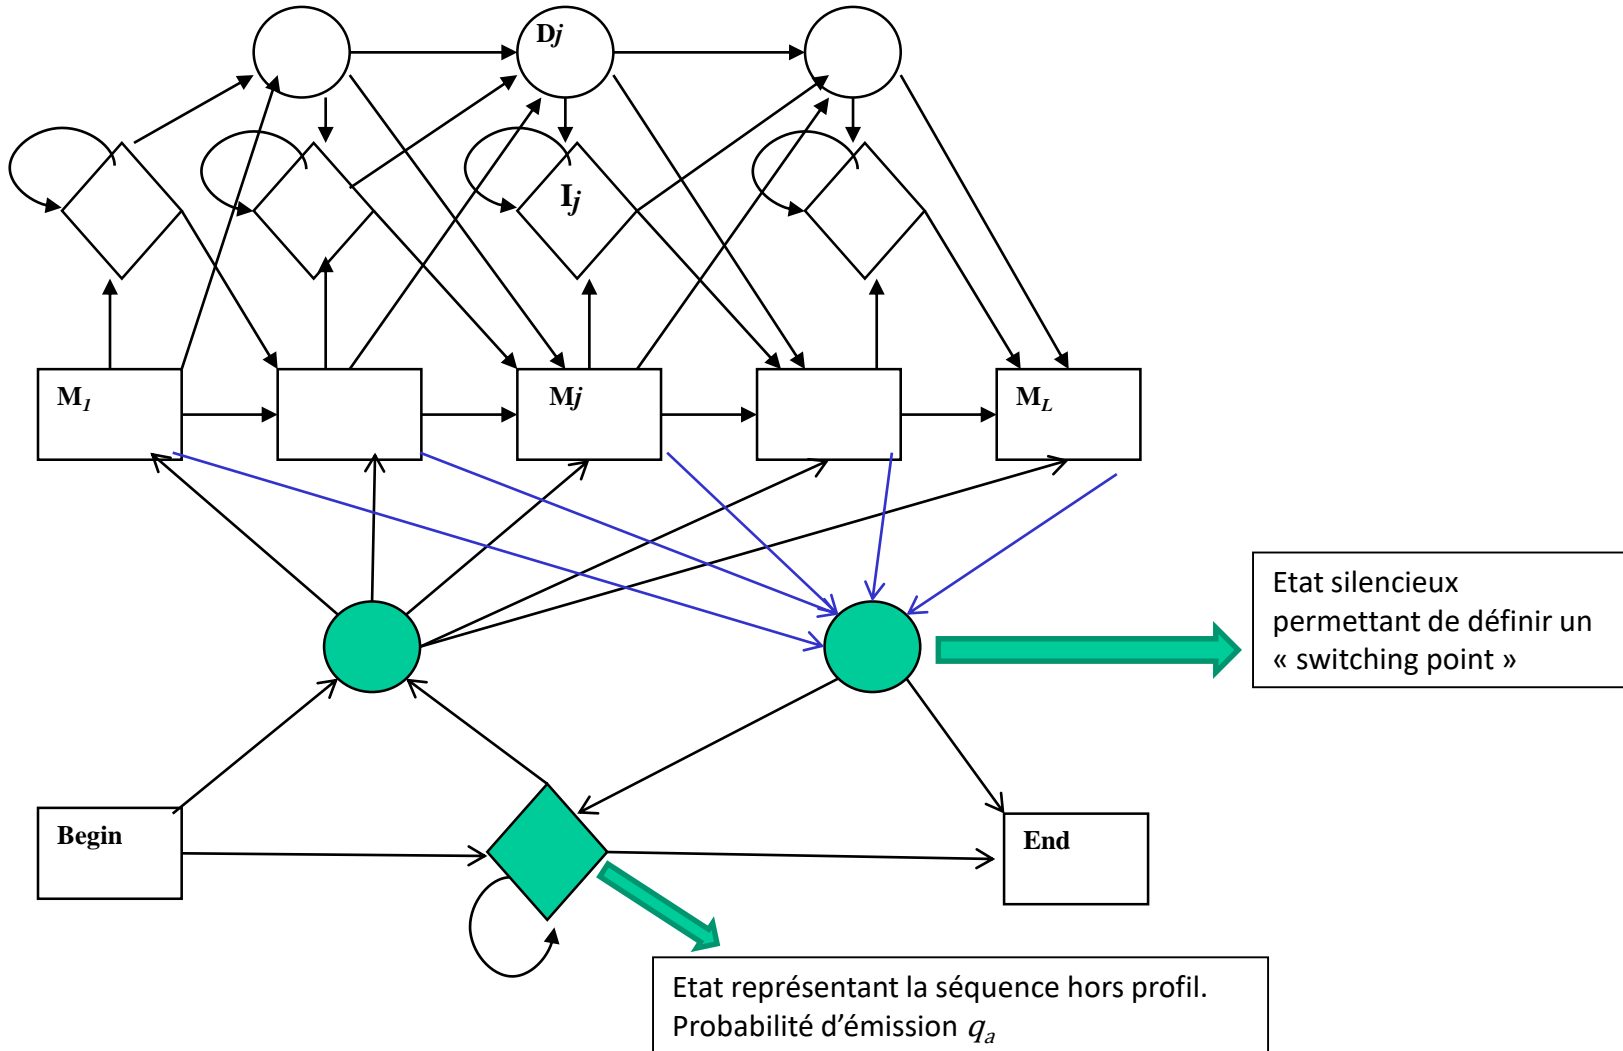 Dj
Ij
M1
Mj
ML
Etat silencieux
permettant de définir un
« switching point »
Begin
End
Etat représentant la séquence hors profil.
Probabilité d’émission qa